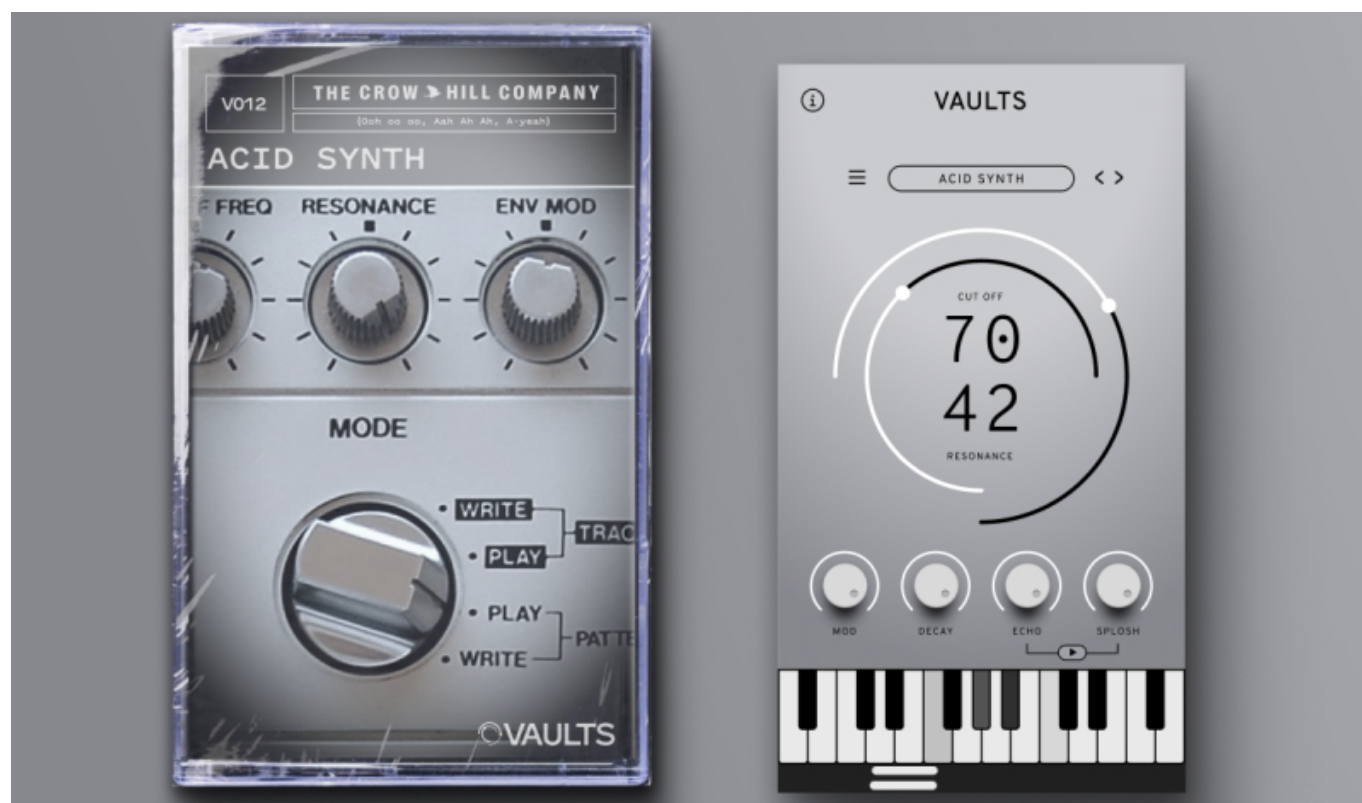 V012
THE CROW HILL COMPANY
(Ooh oo oo, Aah Ah Ah, A-yeah)
ACID SYNTH
F FREQ RESONANCE ENV MOD
MODE
WRITE
TRAC
PLAY
PLAY
PATTE
WRITE
VAULTS
VAULTS
ACID SYNTH
CUT OFF
70
42
RESONANCE
MOD DECAY ECHO SPLOSH